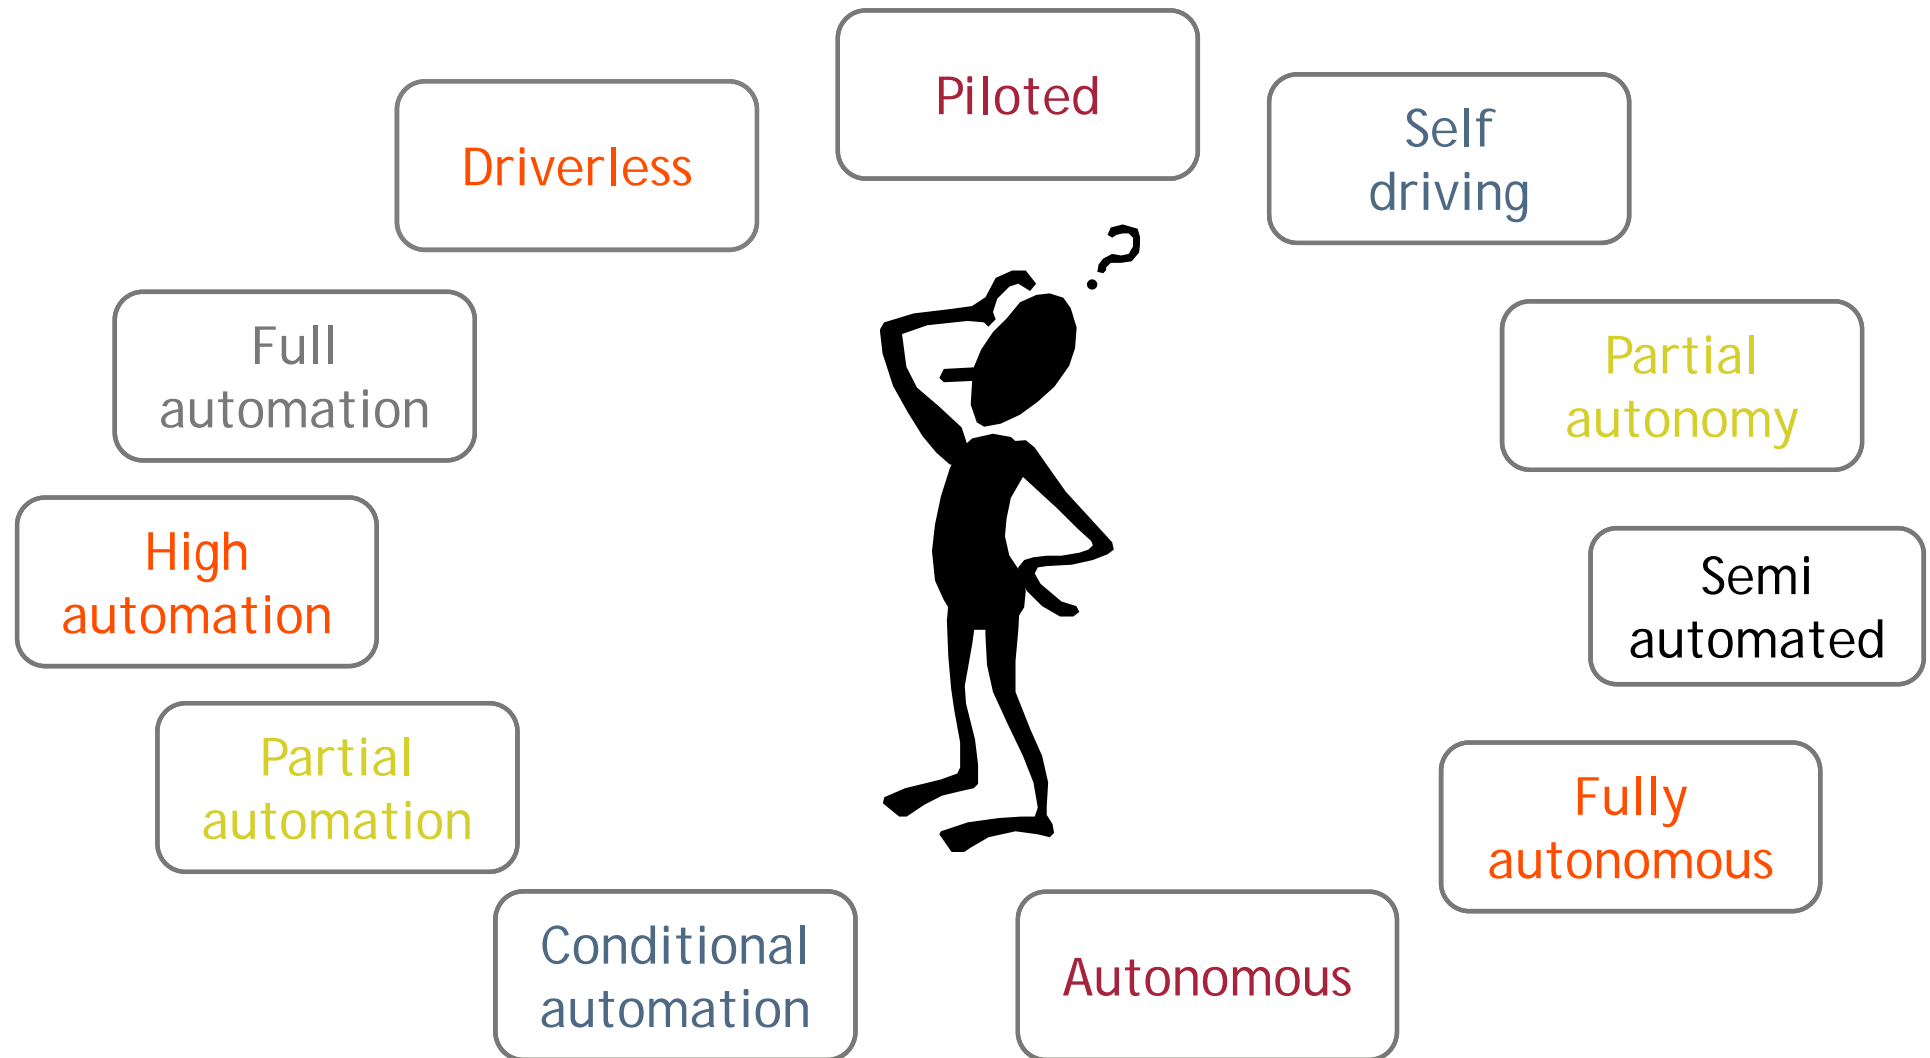 Piloted
Driverless
Self
driving
?
Full
automation
Partial
autonomy
High
automation
Semi
automated
Partial
automation
Fully
autonomous
Conditional
automation
Autonomous